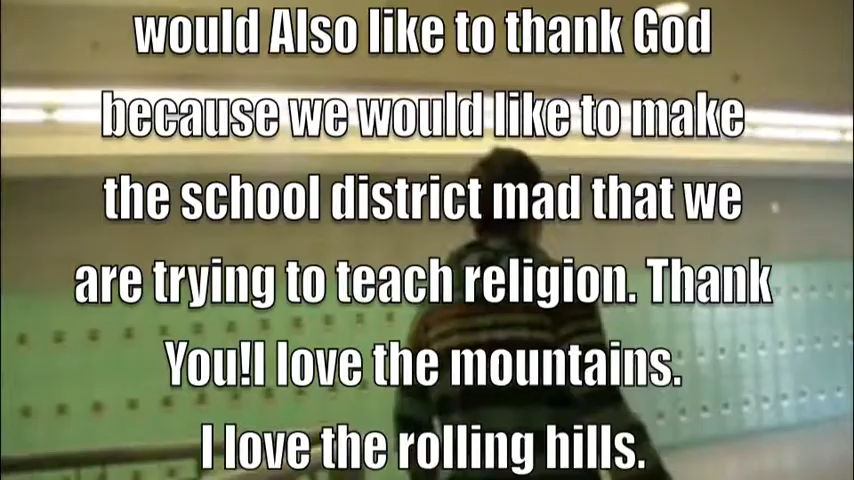 would Also like to thank God
because we would like to make
the school district mad that we
are trying to teach religion. Thank
You!I love the mountains.
I love the rolling hills.